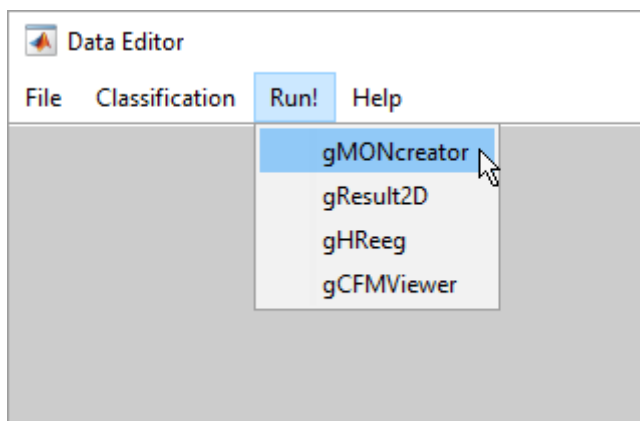 Data Editor
File Classification Run! Help
gMONcreator
gResult2D
gHReeg
gCFMViewer